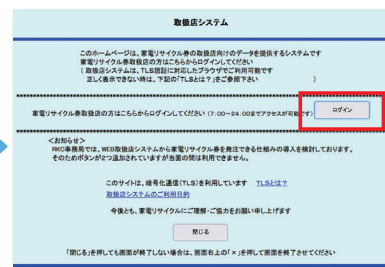 取扱店システム
このホームページは、家電リサイクル券の取扱店向けのデータを提供するシステムです
家電リサイクル券の取扱店の方はこちらからログインしてください
( 取扱店システムは、TLS認証に対応したブラウザでご利用可能です
正しく表示できない時は、下記の「TLSとは?」をご参照下さい )
家電リサイクル券取扱店の方はこちらからログインしてください (7:00~24:00までアクセスが可能です) ログイン
<お知らせ>
RKC事務局では、WEB取扱店システムから家電リサイクル券を発注できる仕組みの導入を検討しております。
そのためボタンが2つ追加されていますが当面の間は利用できません。
このサイトは、暗号化通信(TLS)を利用しています TLSとは?
取扱店システムのご利用目的
今後とも、家電リサイクルにご理解・ご協力をお願い申し上げます
閉じる
「閉じる」を押しても画面が終了しない場合は、画面右上の「×」を押して画面を終了させてください